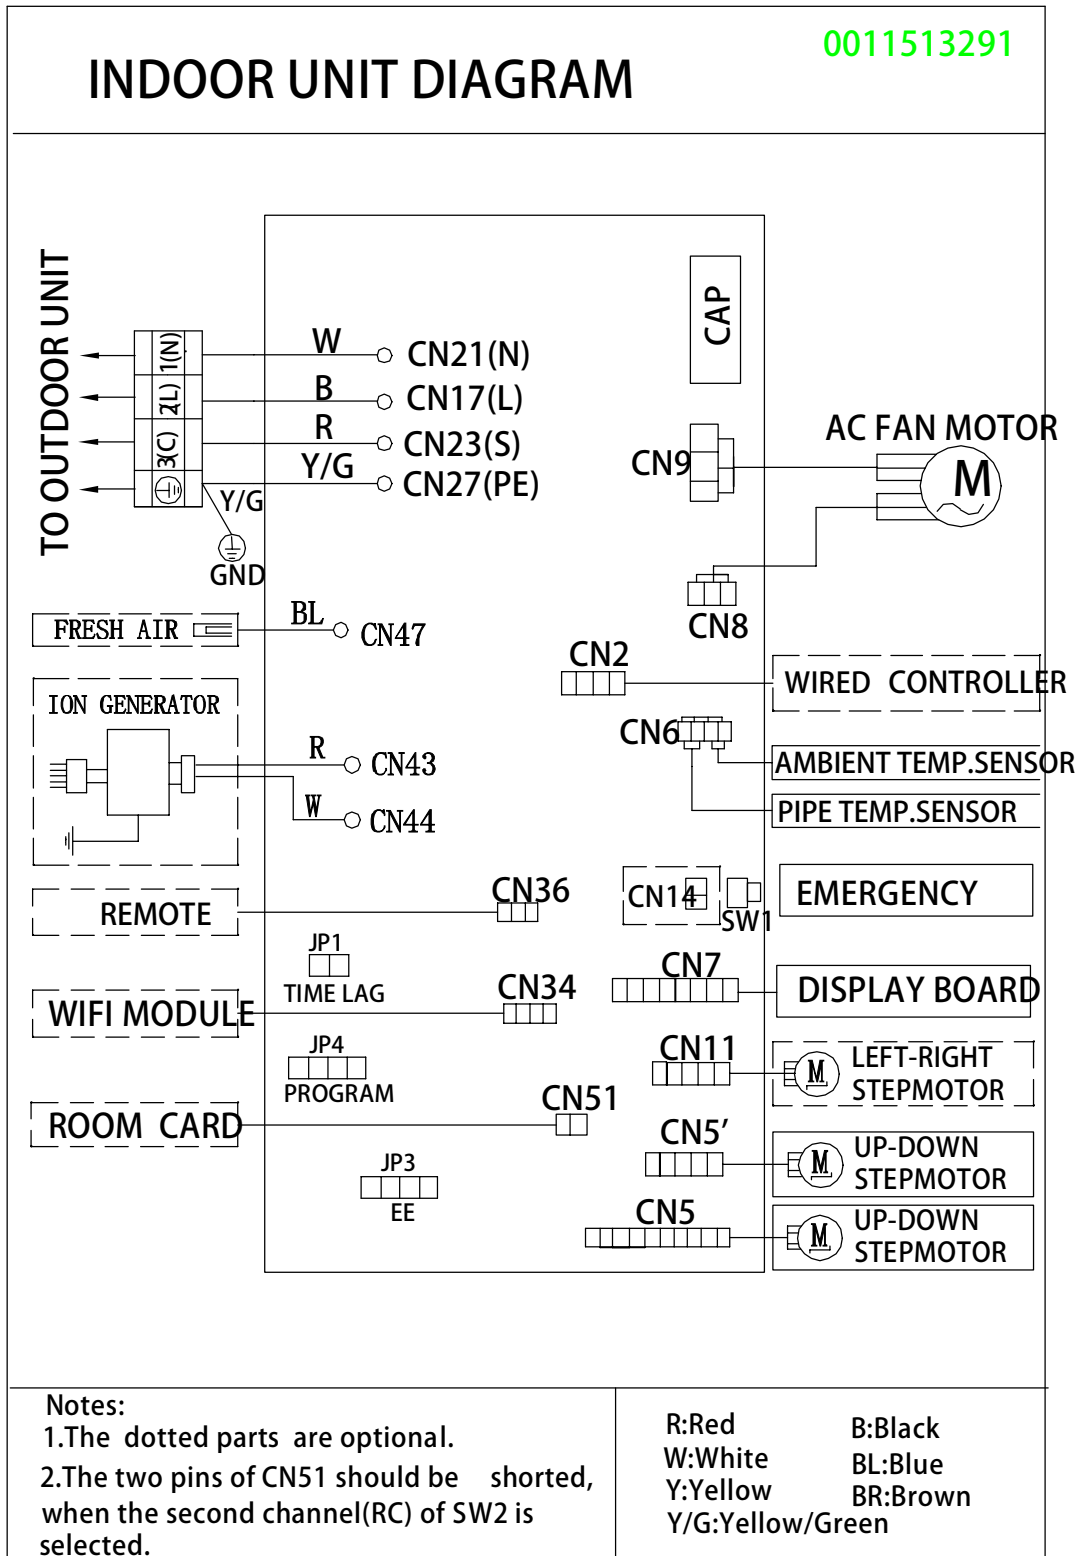 0011513291
INDOOR UNIT DIAGRAM
TO OUTDOOR UNIT
1(N)
2(L)
3(C)
W
B
R
Y/G
Y/G
GND
CN21(N)
CN17(L)
CN23(S)
CN27(PE)
CAP
CN9
AC FAN MOTOR
M
CN8
FRESH AIR
BL
CN47
CN2
WIRED CONTROLLER
ION GENERATOR
R
CN43
W
CN44
CN6
AMBIENT TEMP.SENSOR
PIPE TEMP.SENSOR
REMOTE
CN36
CN14
SW1
EMERGENCY
JP1
TIME LAG
CN7
DISPLAY BOARD
WIFI MODULE
CN34
JP4
PROGRAM
CN11
M
LEFT-RIGHT
STEPMOTOR
ROOM CARD
CN51
CN5′
M
UP-DOWN
STEPMOTOR
JP3
EE
CN5
M
UP-DOWN
STEPMOTOR
Notes:
1.The dotted parts are optional.
2.The two pins of CN51 should be shorted,
when the second channel(RC) of SW2 is
selected.
R:Red B:Black
W:White BL:Blue
Y:Yellow BR:Brown
Y/G:Yellow/Green